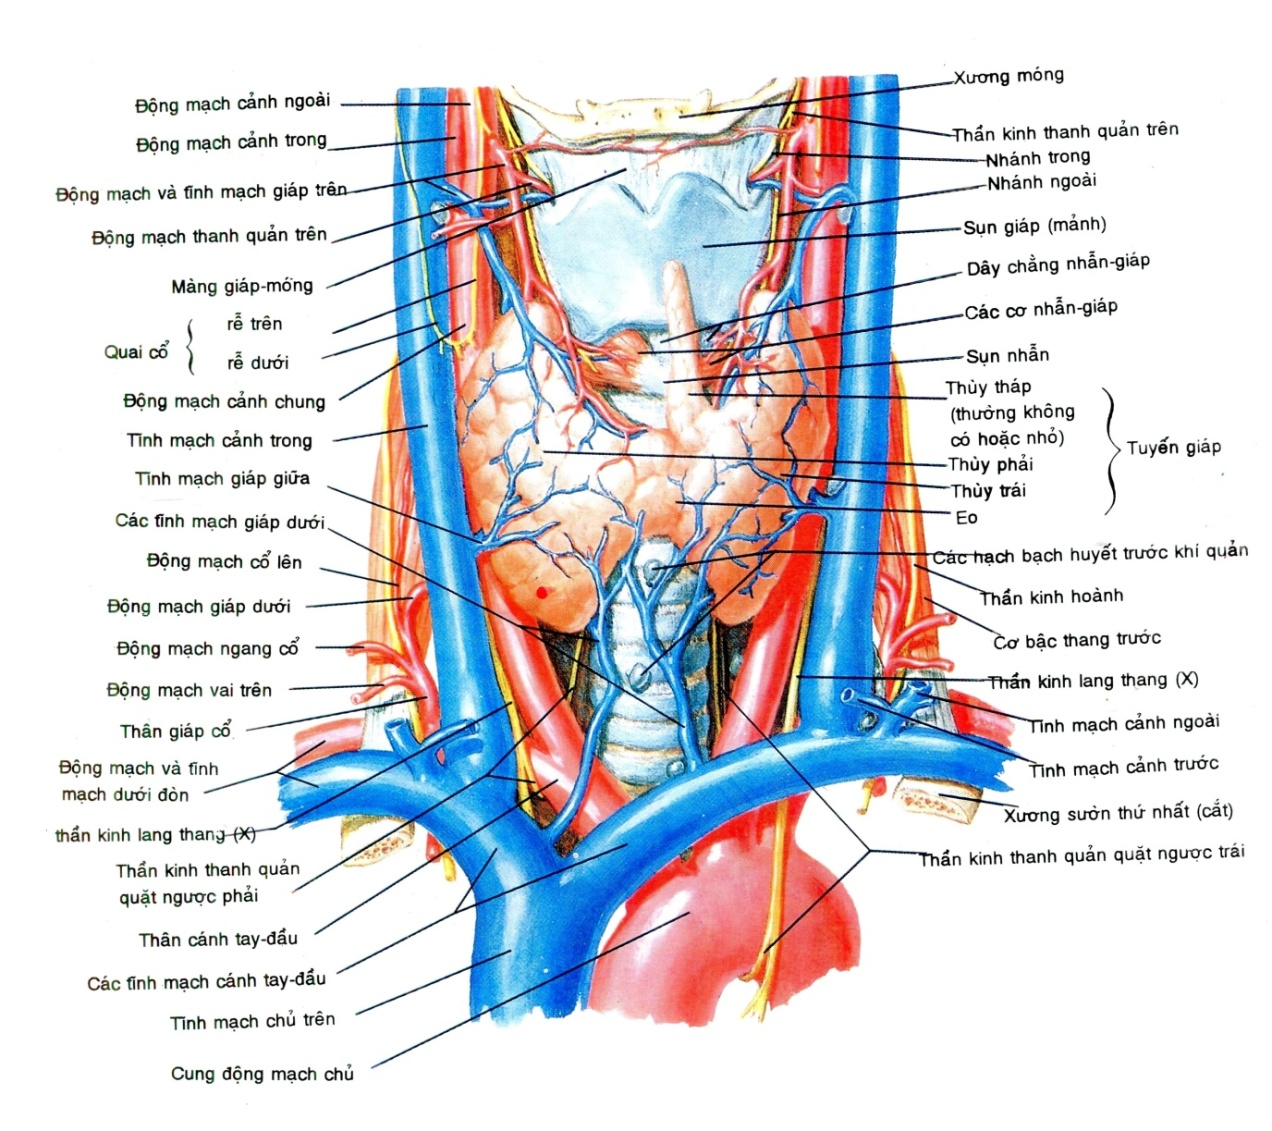 Động mạch cảnh ngoài
Động mạch cảnh trong
Động mạch và tĩnh mạch giáp trên
Động mạch thanh quản trên
Màng giáp-móng
Quai cổ
rễ trên
rễ dưới
Động mạch cảnh chung
Tĩnh mạch cảnh trong
Tĩnh mạch giáp giữa
Các tĩnh mạch giáp dưới
Động mạch cổ lên
Động mạch giáp dưới
Động mạch ngang cổ
Động mạch vai trên
Thân giáp cổ
Động mạch và tĩnh
mạch dưới đòn
thần kinh lang thang (X)
Thần kinh thanh quản
quặt ngược phải
Thân cánh tay-đầu
Các tĩnh mạch cánh tay-đầu
Tĩnh mạch chủ trên
Cung động mạch chủ
Xương móng
Thần kinh thanh quản trên
Nhánh trong
Nhánh ngoài
Sụn giáp (mảnh)
Dây chằng nhẫn-giáp
Các cơ nhẫn-giáp
Sụn nhẫn
Thùy tháp
(thường không
có hoặc nhỏ)
Thùy phải
Thùy trái
Eo
Tuyến giáp
Các hạch bạch huyết trước khí quản
Thần kinh hoành
Cơ bậc thang trước
Thần kinh lang thang (X)
Tĩnh mạch cảnh ngoài
Tĩnh mạch cảnh trước
Xương sườn thứ nhất (cắt)
Thần kinh thanh quản quặt ngược trái